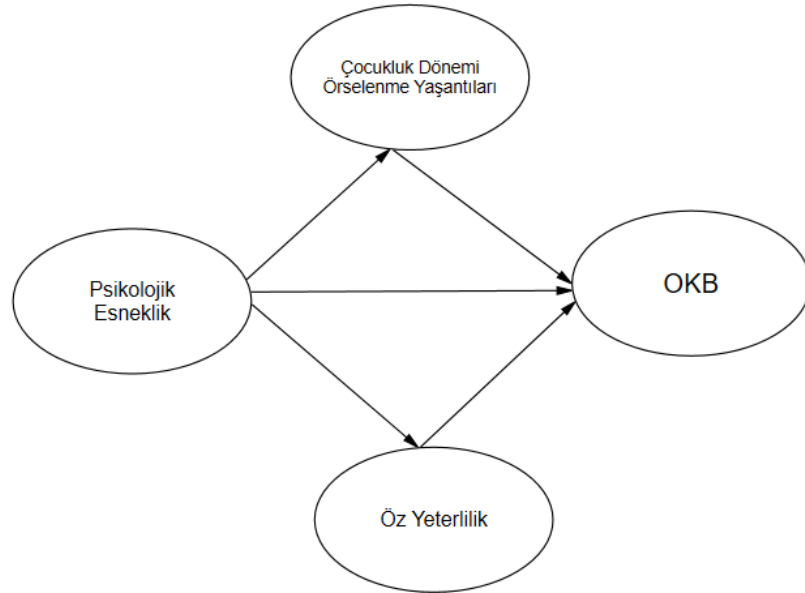 Çocukluk Dönemi
Örselenme Yaşantıları
Psikolojik
Esneklik
OKB
Öz Yeterlilik